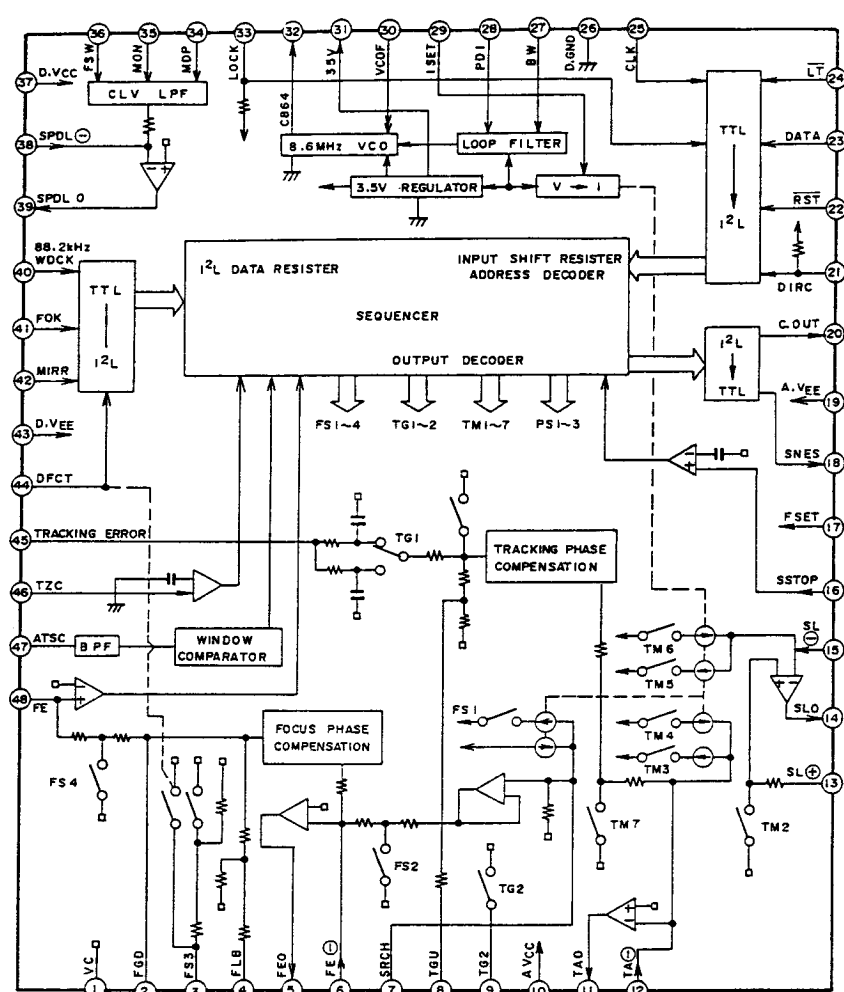 36 35 34 33 32 31 30 29 28 27 26 25
FSW MON MDP LOCK C864 3.5V VCOF ISET PDI BW D.GND CLK
37 D.VCC
CLV LPF
LT 24
38 SPDL ⊖
8.6MHz VCO
LOOP FILTER
TTL
I²L
DATA 23
3.5V REGULATOR
V → I
39 SPDL O
RST 22
88.2kHz
40 WDCK
TTL
I²L
I²L DATA RESISTER
INPUT SHIFT RESISTER
ADDRESS DECODER
DIRC 21
41 FOK
SEQUENCER
I²L
TTL
C.OUT 20
42 MIRR
OUTPUT DECODER
A.VEE 19
43 D.VEE
FS1~4 TG1~2 TM1~7 PS1~3
SNES 18
44 DFCT
FSET 17
45 TRACKING ERROR
TG1
TRACKING PHASE
COMPENSATION
46 TZC
SSTOP 16
47 ATSC
BPF
WINDOW
COMPARATOR
TM6
SL ⊖ 15
TM5
48 FE
FS1
SLO 14
FOCUS PHASE
COMPENSATION
TM4
FS4
TM3
SL ⊕ 13
TM7
TM2
FS2
TG2
VC FGD FS3 FLB FEO FE⊖ SRCH TGU TG2 AVCC TAO TA⊖
1 2 3 4 5 6 7 8 9 10 11 12